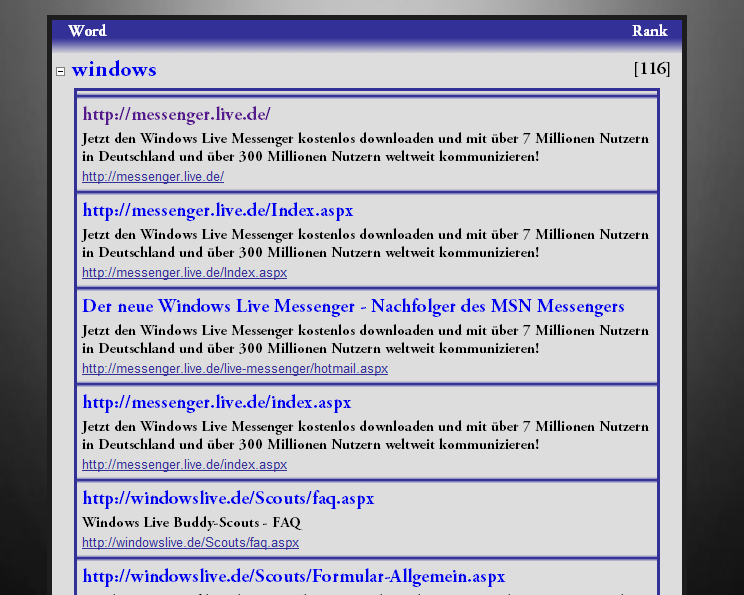 Word Rank
windows [116]
http://messenger.live.de/
Jetzt den Windows Live Messenger kostenlos downloaden und mit über 7 Millionen Nutzern
in Deutschland und über 300 Millionen Nutzern weltweit kommunizieren!
http://messenger.live.de/
http://messenger.live.de/Index.aspx
Jetzt den Windows Live Messenger kostenlos downloaden und mit über 7 Millionen Nutzern
in Deutschland und über 300 Millionen Nutzern weltweit kommunizieren!
http://messenger.live.de/Index.aspx
Der neue Windows Live Messenger - Nachfolger des MSN Messengers
Jetzt den Windows Live Messenger kostenlos downloaden und mit über 7 Millionen Nutzern
in Deutschland und über 300 Millionen Nutzern weltweit kommunizieren!
http://messenger.live.de/live-messenger/hotmail.aspx
http://messenger.live.de/index.aspx
Jetzt den Windows Live Messenger kostenlos downloaden und mit über 7 Millionen Nutzern
in Deutschland und über 300 Millionen Nutzern weltweit kommunizieren!
http://messenger.live.de/index.aspx
http://windowslive.de/Scouts/faq.aspx
Windows Live Buddy-Scouts - FAQ
http://windowslive.de/Scouts/faq.aspx
http://windowslive.de/Scouts/Formular-Allgemein.aspx